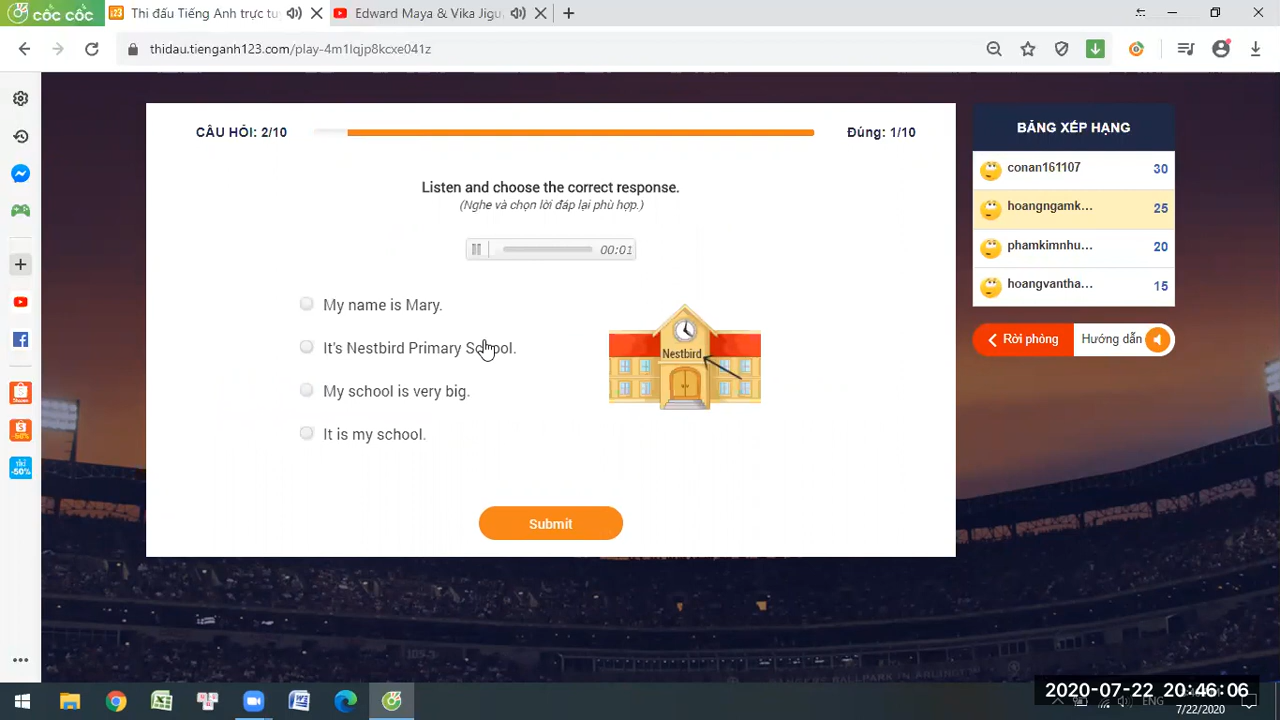 cốc cốc
Thi đấu Tiếng Anh trực tu
Edward Maya & Vika Jigu
thidau.tienganh123.com/play-4m1lqjp8kcxe041z
CÂU HỎI: 2/10
Đúng: 1/10
Listen and choose the correct response.
(Nghe và chọn lời đáp lại phù hợp.)
00:01
My name is Mary.
It's Nestbird Primary School.
My school is very big.
It is my school.
Nestbird
Submit
BẢNG XẾP HẠNG
conan161107 30
hoangngamk... 25
phamkimnhu... 20
hoangvantha... 15
Rời phòng
Hướng dẫn
-50%
-50%
2020-07-22 20:46:06
ENG
7/22/2020